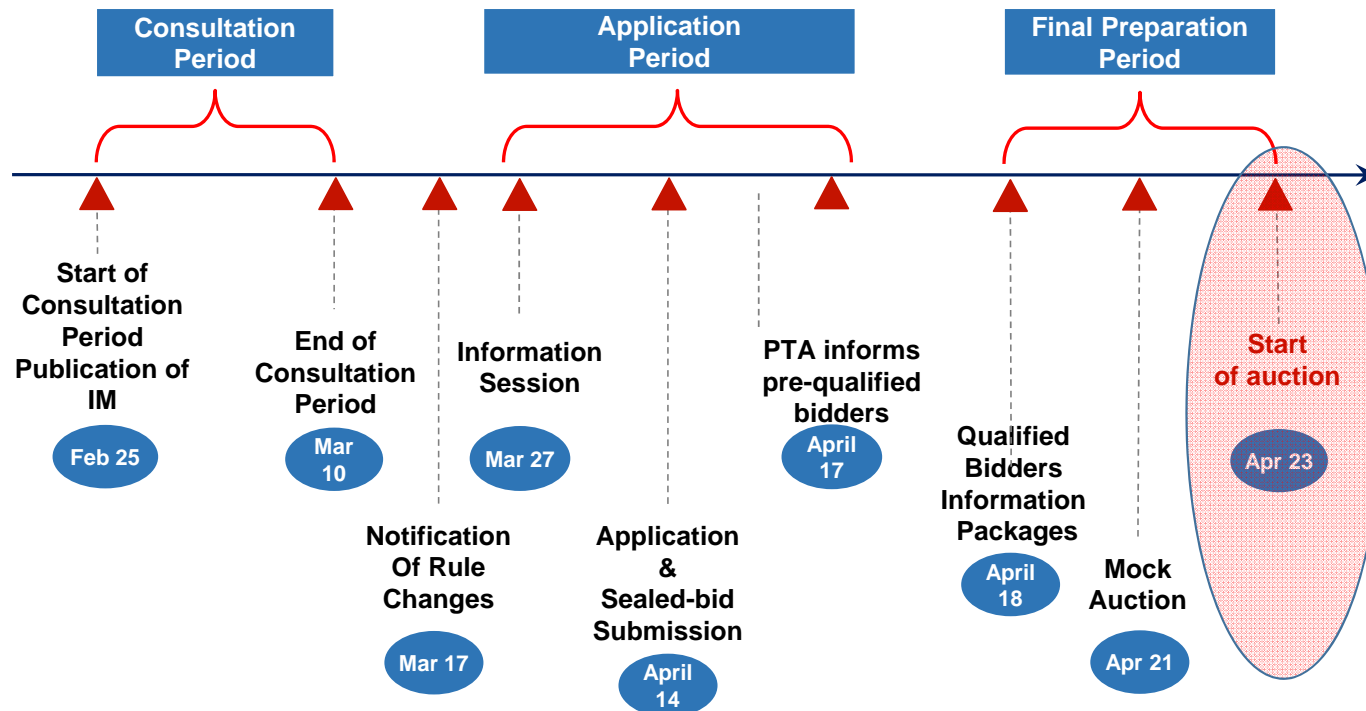 Consultation
Period
Application
Period
Final Preparation
Period
Start of
Consultation
Period
Publication of
IM
Feb 25
End of
Consultation
Period
Mar
10
Notification
Of Rule
Changes
Mar 17
Information
Session
Mar 27
Application
&
Sealed-bid
Submission
April
14
PTA informs
pre-qualified
bidders
April
17
Qualified
Bidders
Information
Packages
April
18
Mock
Auction
Apr 21
Start
of auction
Apr 23